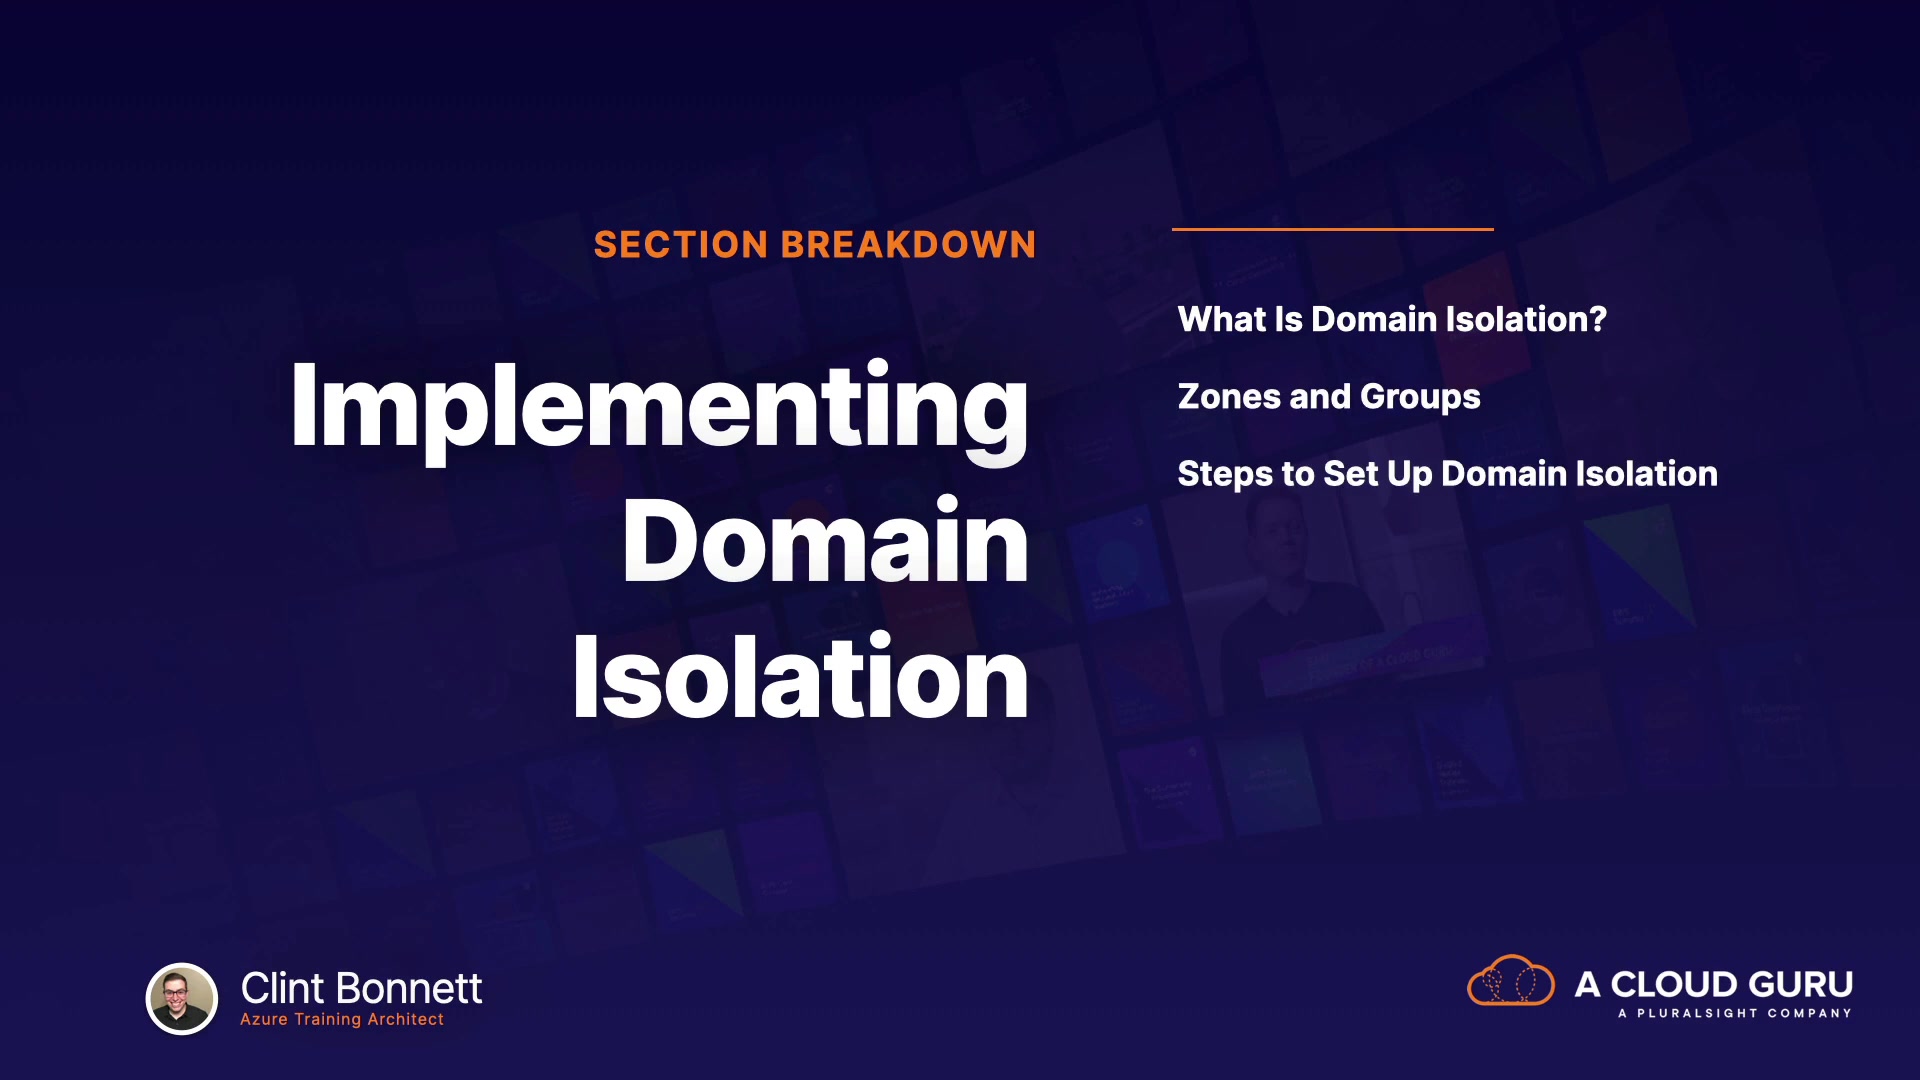 SECTION BREAKDOWN
Implementing
Domain
Isolation
What Is Domain Isolation?
Zones and Groups
Steps to Set Up Domain Isolation
Clint Bonnett
Azure Training Architect
A CLOUD GURU
A PLURALSIGHT COMPANY